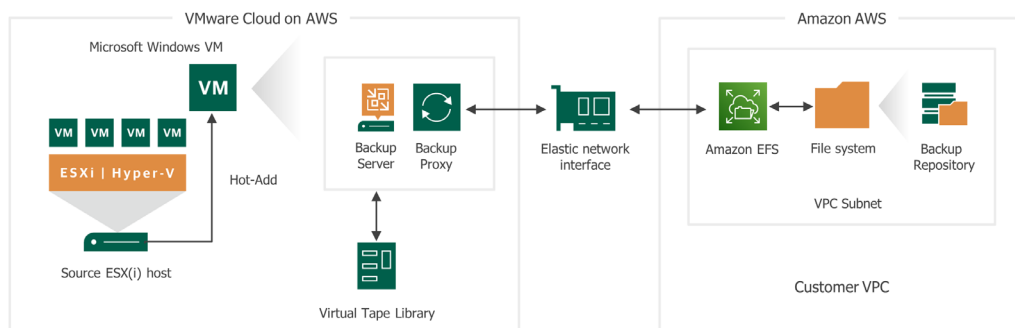 VMware Cloud on AWS
Amazon AWS
Microsoft Windows VM
VM
VM VM VM VM
ESXi | Hyper-V
Hot-Add
Source ESX(i) host
Backup
Server
Backup
Proxy
Virtual Tape Library
Elastic network
interface
Amazon EFS
File system
Backup
Repository
VPC Subnet
Customer VPC